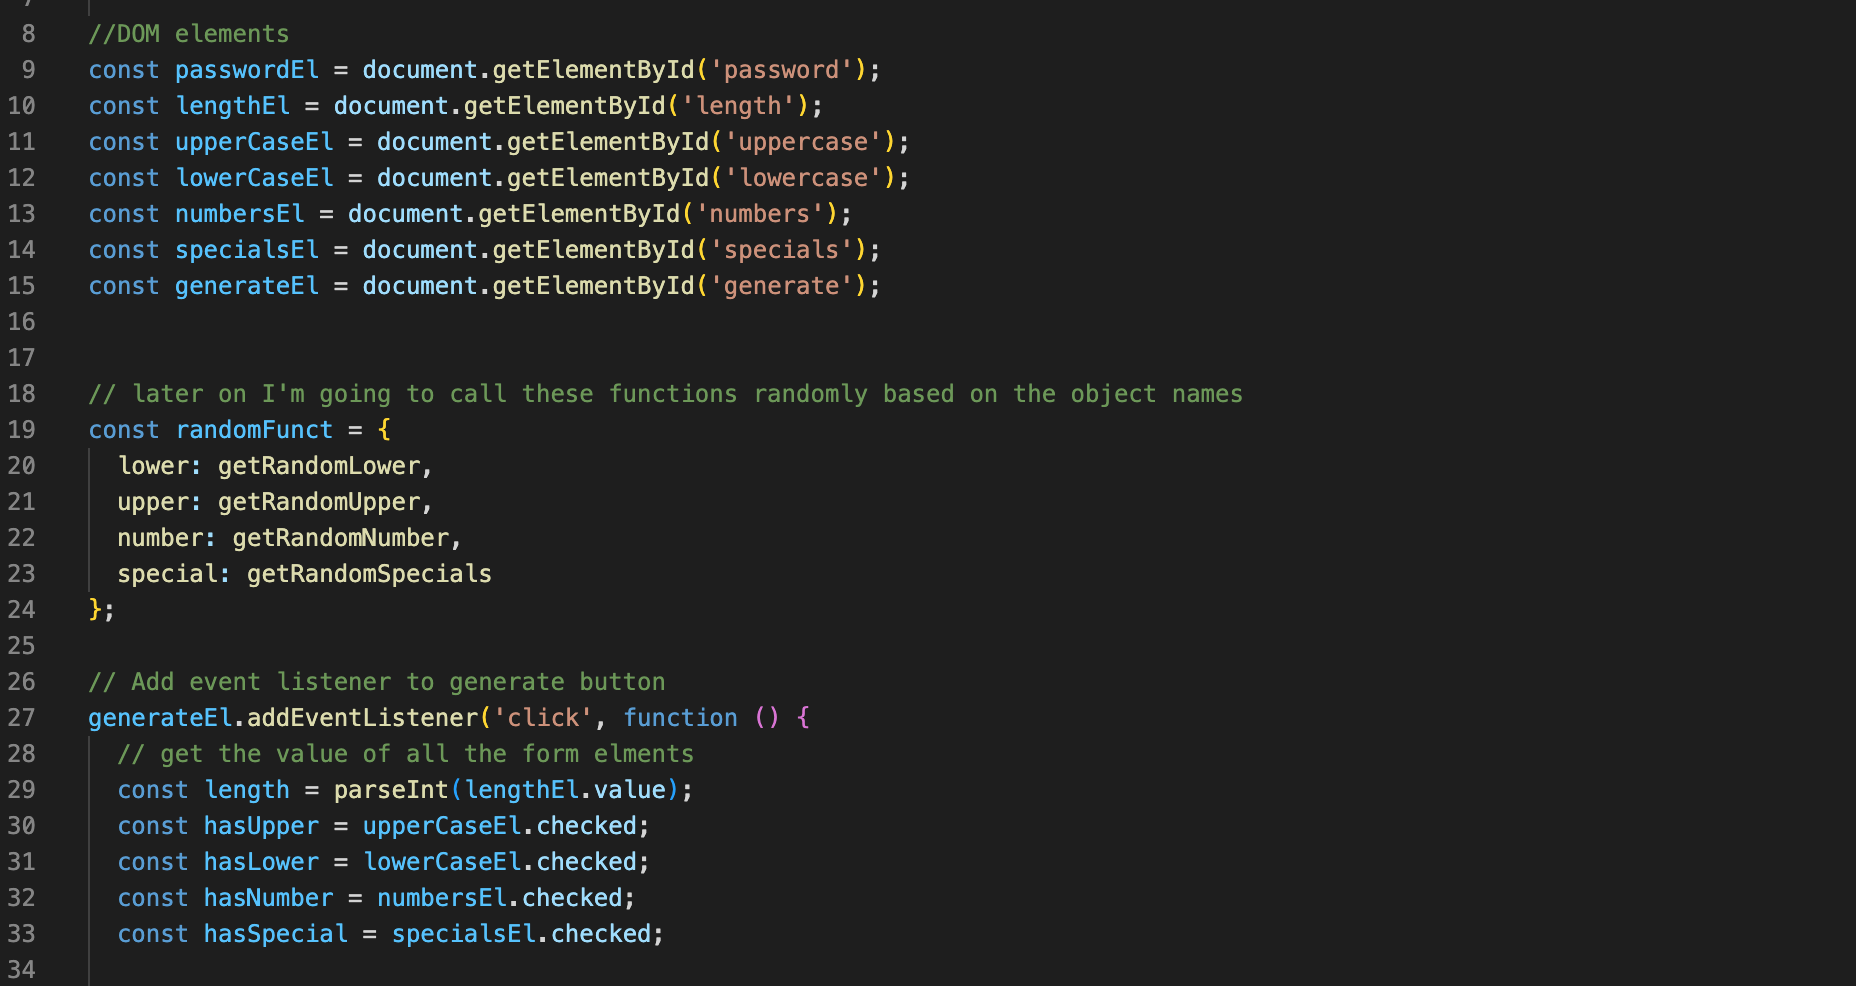 7
8 //DOM elements
9 const passwordEl = document.getElementById('password');
10 const lengthEl = document.getElementById('length');
11 const upperCaseEl = document.getElementById('uppercase');
12 const lowerCaseEl = document.getElementById('lowercase');
13 const numbersEl = document.getElementById('numbers');
14 const specialsEl = document.getElementById('specials');
15 const generateEl = document.getElementById('generate');
16
17
18 // later on I'm going to call these functions randomly based on the object names
19 const randomFunct = {
20   lower: getRandomLower,
21   upper: getRandomUpper,
22   number: getRandomNumber,
23   special: getRandomSpecials
24 };
25
26 // Add event listener to generate button
27 generateEl.addEventListener('click', function () {
28   // get the value of all the form elments
29   const length = parseInt(lengthEl.value);
30   const hasUpper = upperCaseEl.checked;
31   const hasLower = lowerCaseEl.checked;
32   const hasNumber = numbersEl.checked;
33   const hasSpecial = specialsEl.checked;
34